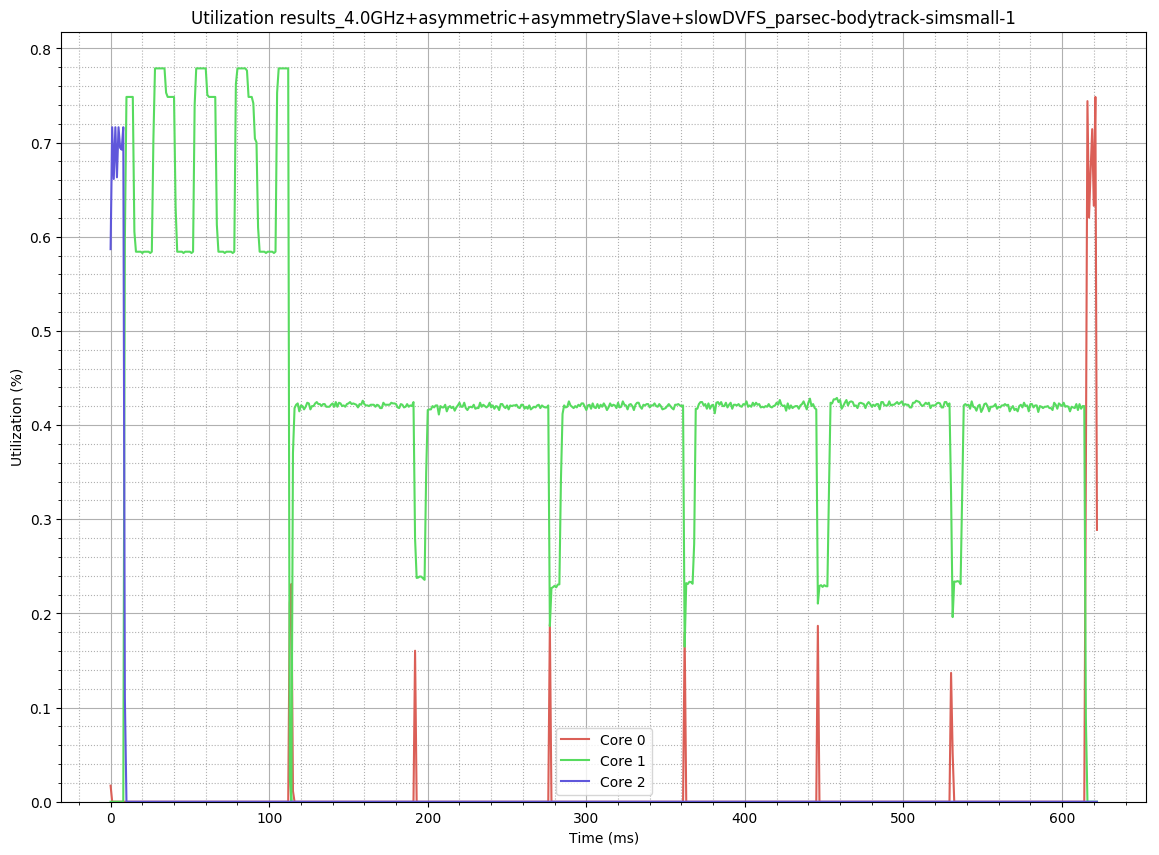 Utilization results_4.0GHz+asymmetric+asymmetrySlave+slowDVFS_parsec-bodytrack-simsmall-1
Utilization (%)
0.8
0.7
0.6
0.5
0.4
0.3
0.2
0.1
0.0
Core 0
Core 1
Core 2
0 100 200 300 400 500 600
Time (ms)